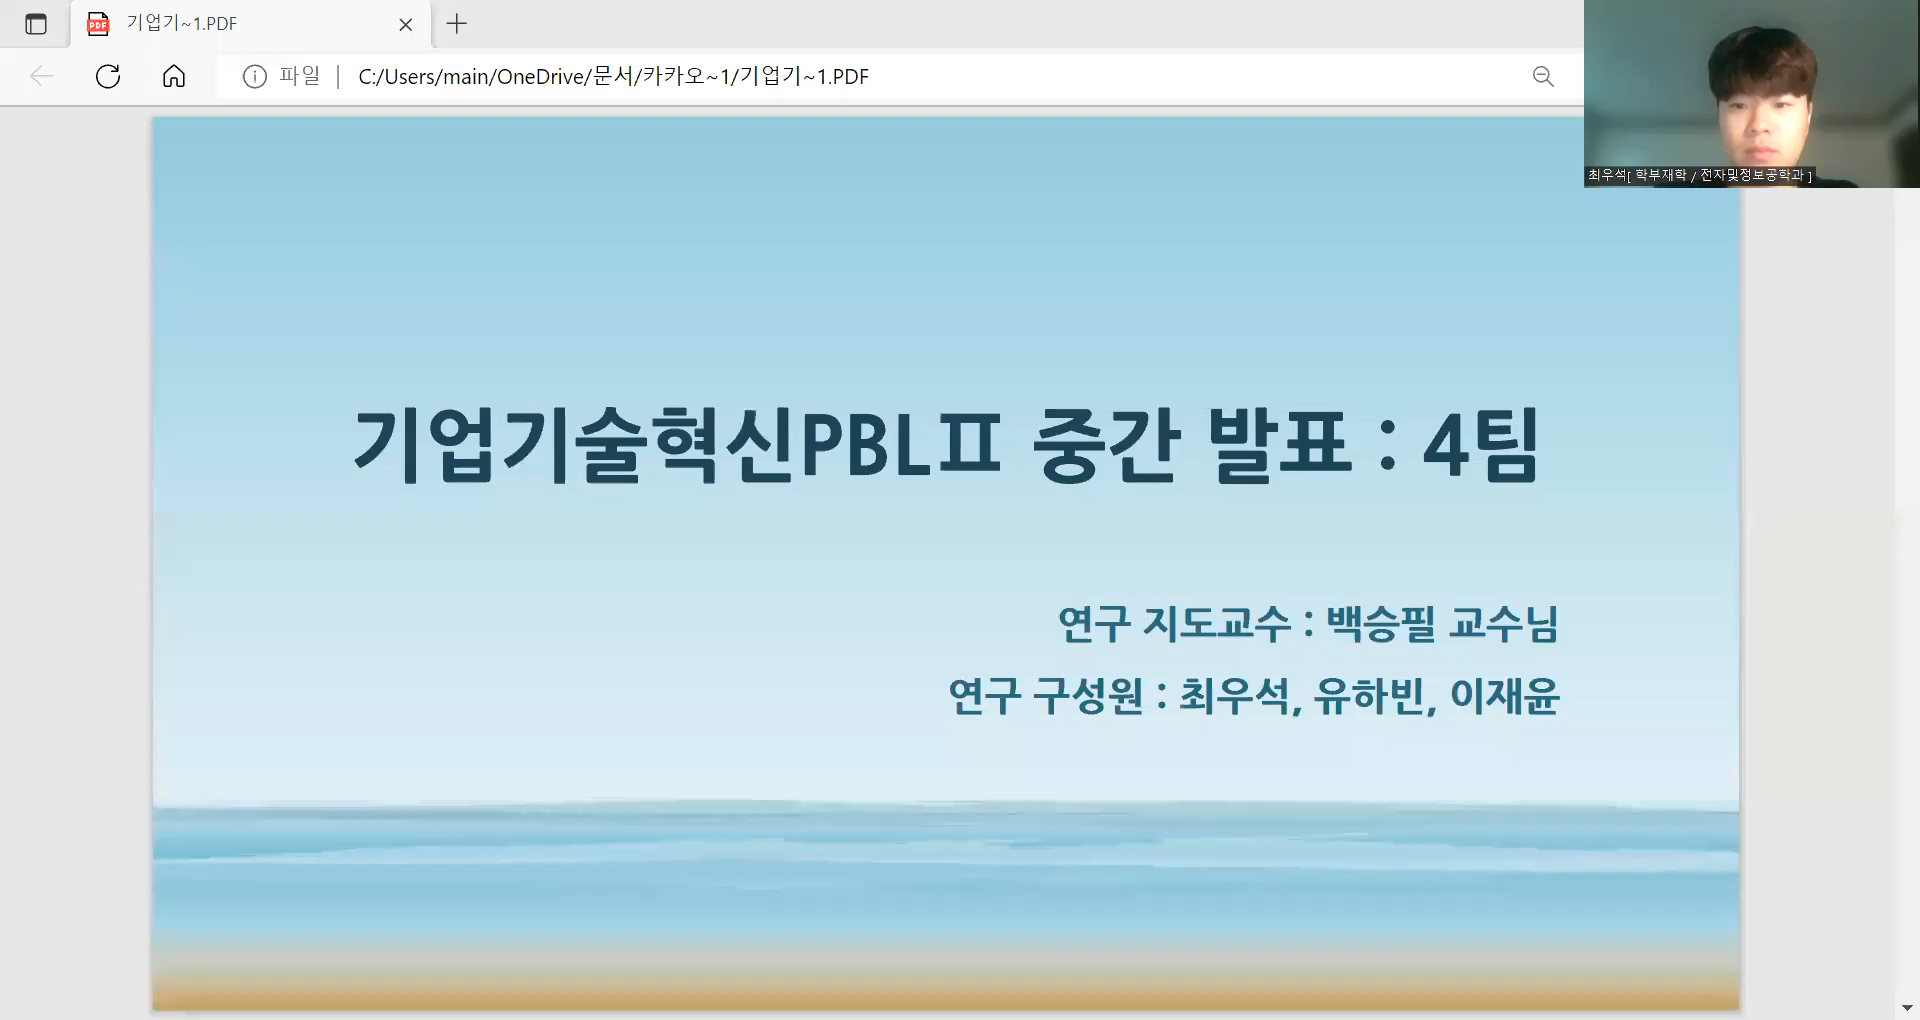 기업기~1.PDF
파일 | C:/Users/main/OneDrive/문서/카카오~1/기업기~1.PDF
최우석[ 학부재학 / 전자및정보공학과 ]
기업기술혁신PBLⅡ 중간 발표 : 4팀
연구 지도교수 : 백승필 교수님
연구 구성원 : 최우석, 유하빈, 이재윤